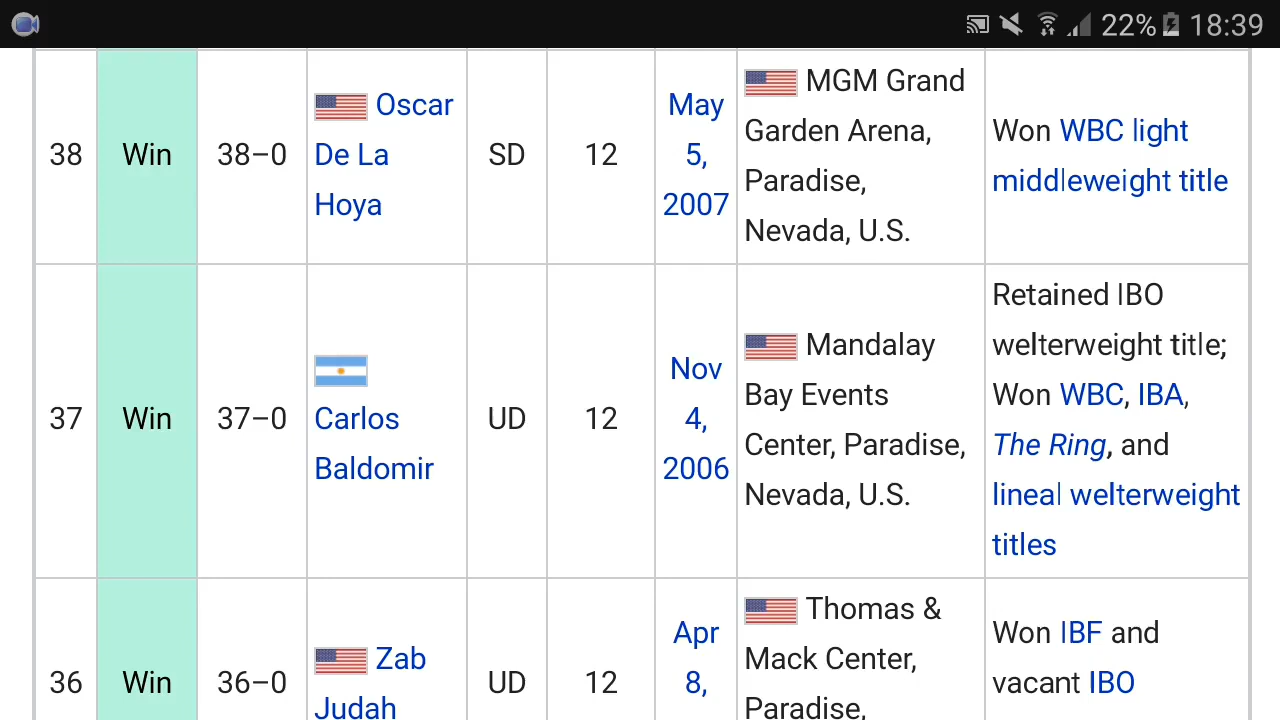 22% 18:39
38 Win 38–0 Oscar De La Hoya SD 12 May 5, 2007 MGM Grand Garden Arena, Paradise, Nevada, U.S. Won WBC light middleweight title
37 Win 37–0 Carlos Baldomir UD 12 Nov 4, 2006 Mandalay Bay Events Center, Paradise, Nevada, U.S. Retained IBO welterweight title; Won WBC, IBA, The Ring, and lineal welterweight titles
36 Win 36–0 Zab Judah UD 12 Apr 8, Thomas & Mack Center, Paradise, Won IBF and vacant IBO